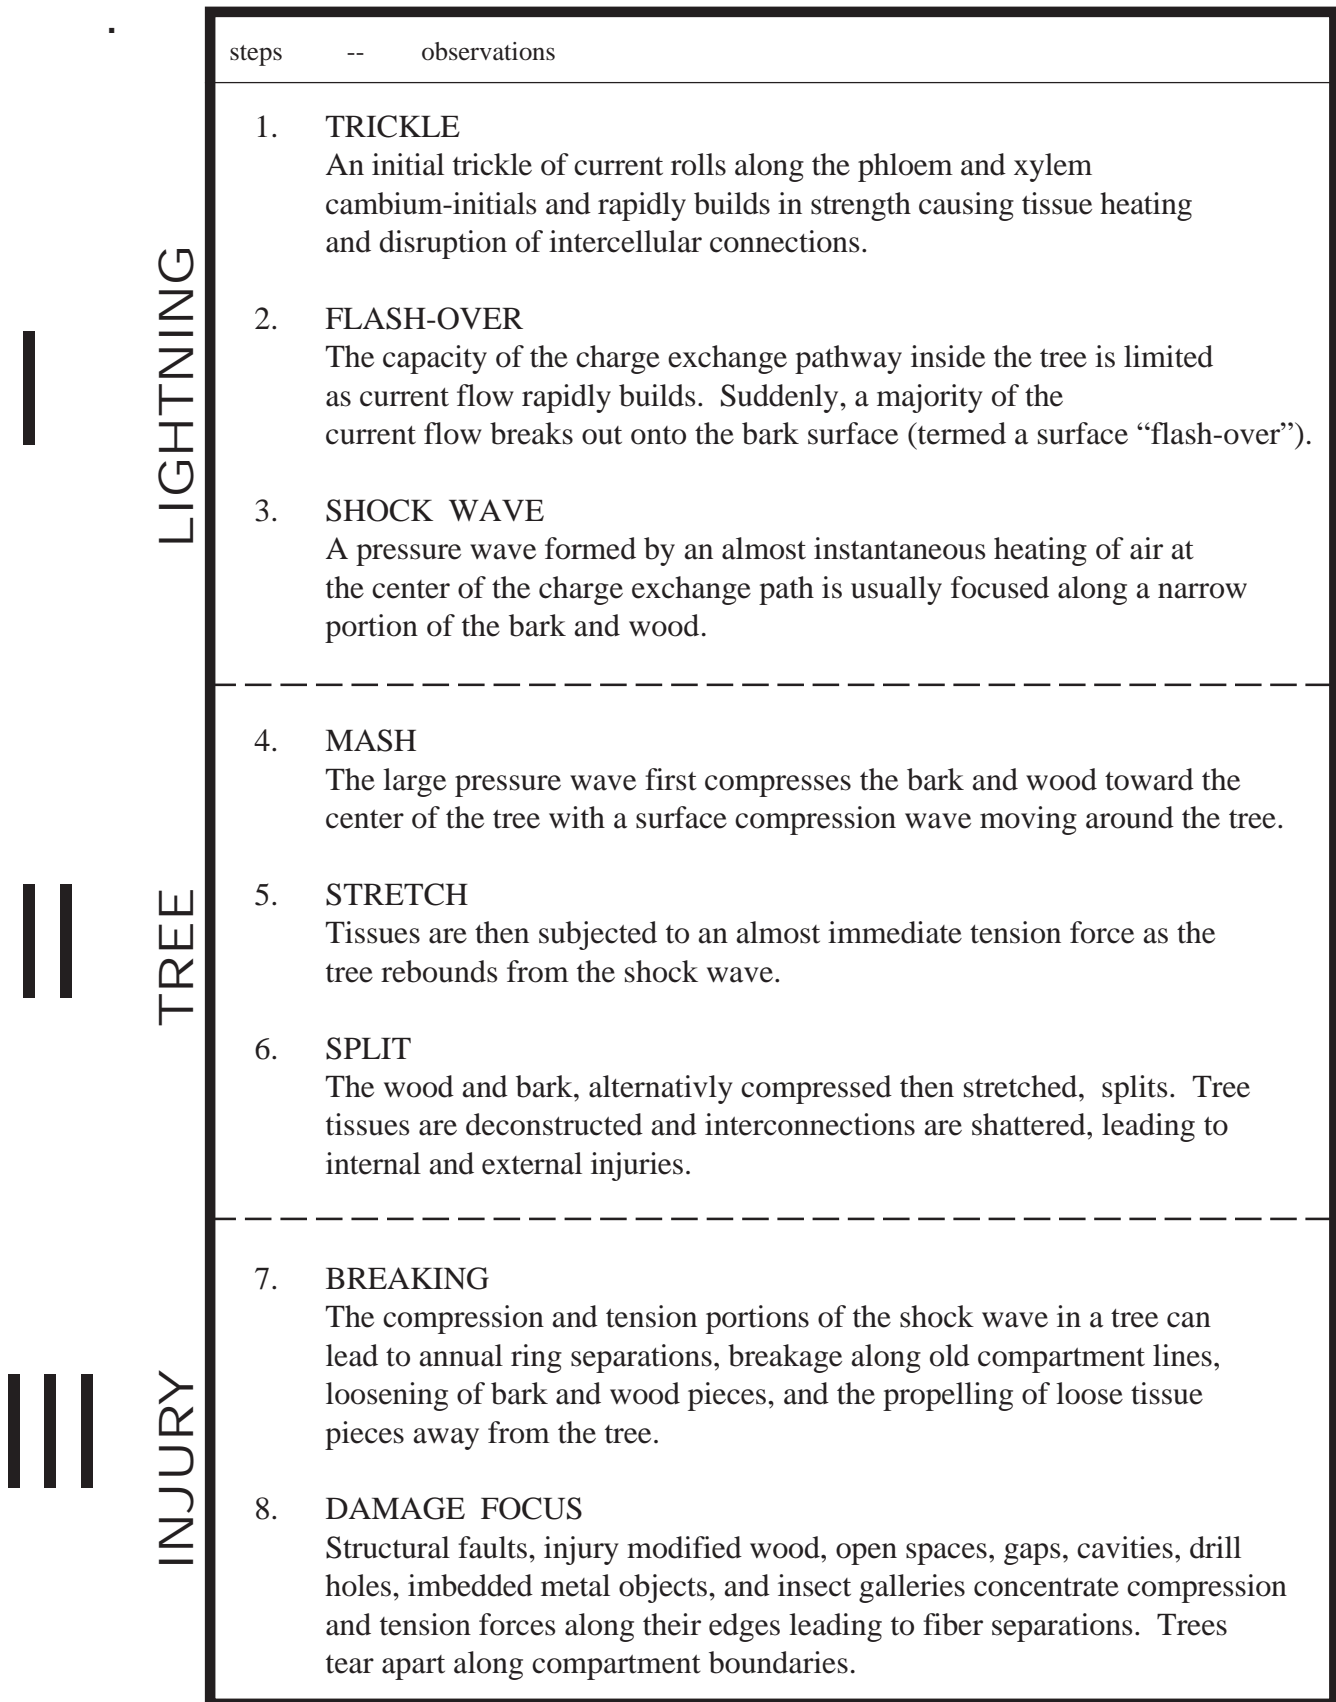 steps -- observations
I
LIGHTNING
1. TRICKLE
An initial trickle of current rolls along the phloem and xylem
cambium-initials and rapidly builds in strength causing tissue heating
and disruption of intercellular connections.
2. FLASH-OVER
The capacity of the charge exchange pathway inside the tree is limited
as current flow rapidly builds. Suddenly, a majority of the
current flow breaks out onto the bark surface (termed a surface “flash-over”).
3. SHOCK WAVE
A pressure wave formed by an almost instantaneous heating of air at
the center of the charge exchange path is usually focused along a narrow
portion of the bark and wood.
II
TREE
4. MASH
The large pressure wave first compresses the bark and wood toward the
center of the tree with a surface compression wave moving around the tree.
5. STRETCH
Tissues are then subjected to an almost immediate tension force as the
tree rebounds from the shock wave.
6. SPLIT
The wood and bark, alternativly compressed then stretched, splits. Tree
tissues are deconstructed and interconnections are shattered, leading to
internal and external injuries.
III
INJURY
7. BREAKING
The compression and tension portions of the shock wave in a tree can
lead to annual ring separations, breakage along old compartment lines,
loosening of bark and wood pieces, and the propelling of loose tissue
pieces away from the tree.
8. DAMAGE FOCUS
Structural faults, injury modified wood, open spaces, gaps, cavities, drill
holes, imbedded metal objects, and insect galleries concentrate compression
and tension forces along their edges leading to fiber separations. Trees
tear apart along compartment boundaries.